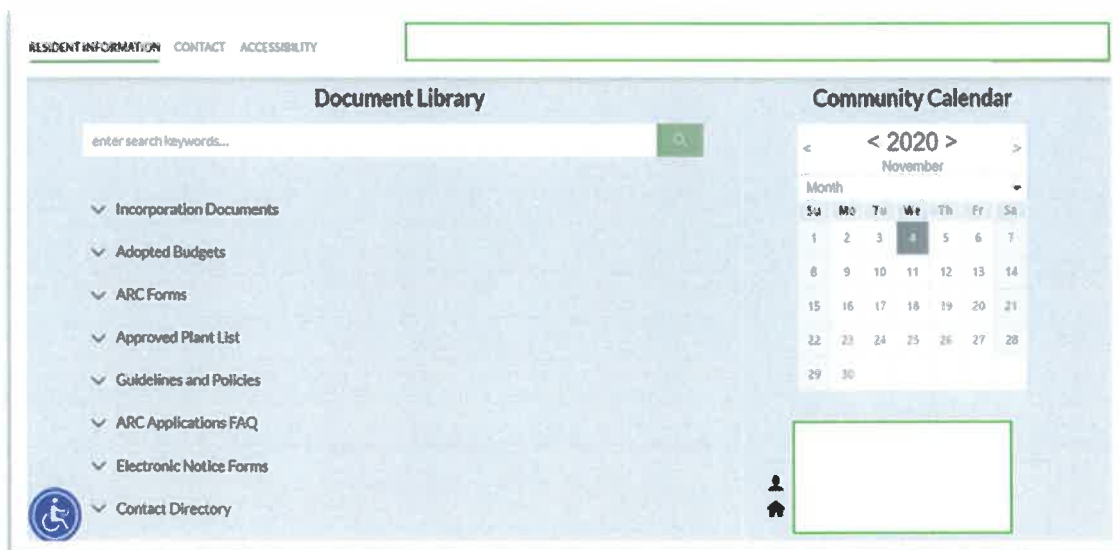 RESIDENT INFORMATION CONTACT ACCESSIBILITY
Document Library
enter search keywords...
Incorporation Documents
Adopted Budgets
ARC Forms
Approved Plant List
Guidelines and Policies
ARC Applications FAQ
Electronic Notice Forms
Contact Directory
Community Calendar
< < 2020 > >
November
Month
Su Mo Tu We Th Fr Sa
1 2 3 4 5 6 7
8 9 10 11 12 13 14
15 16 17 18 19 20 21
22 23 24 25 26 27 28
29 30